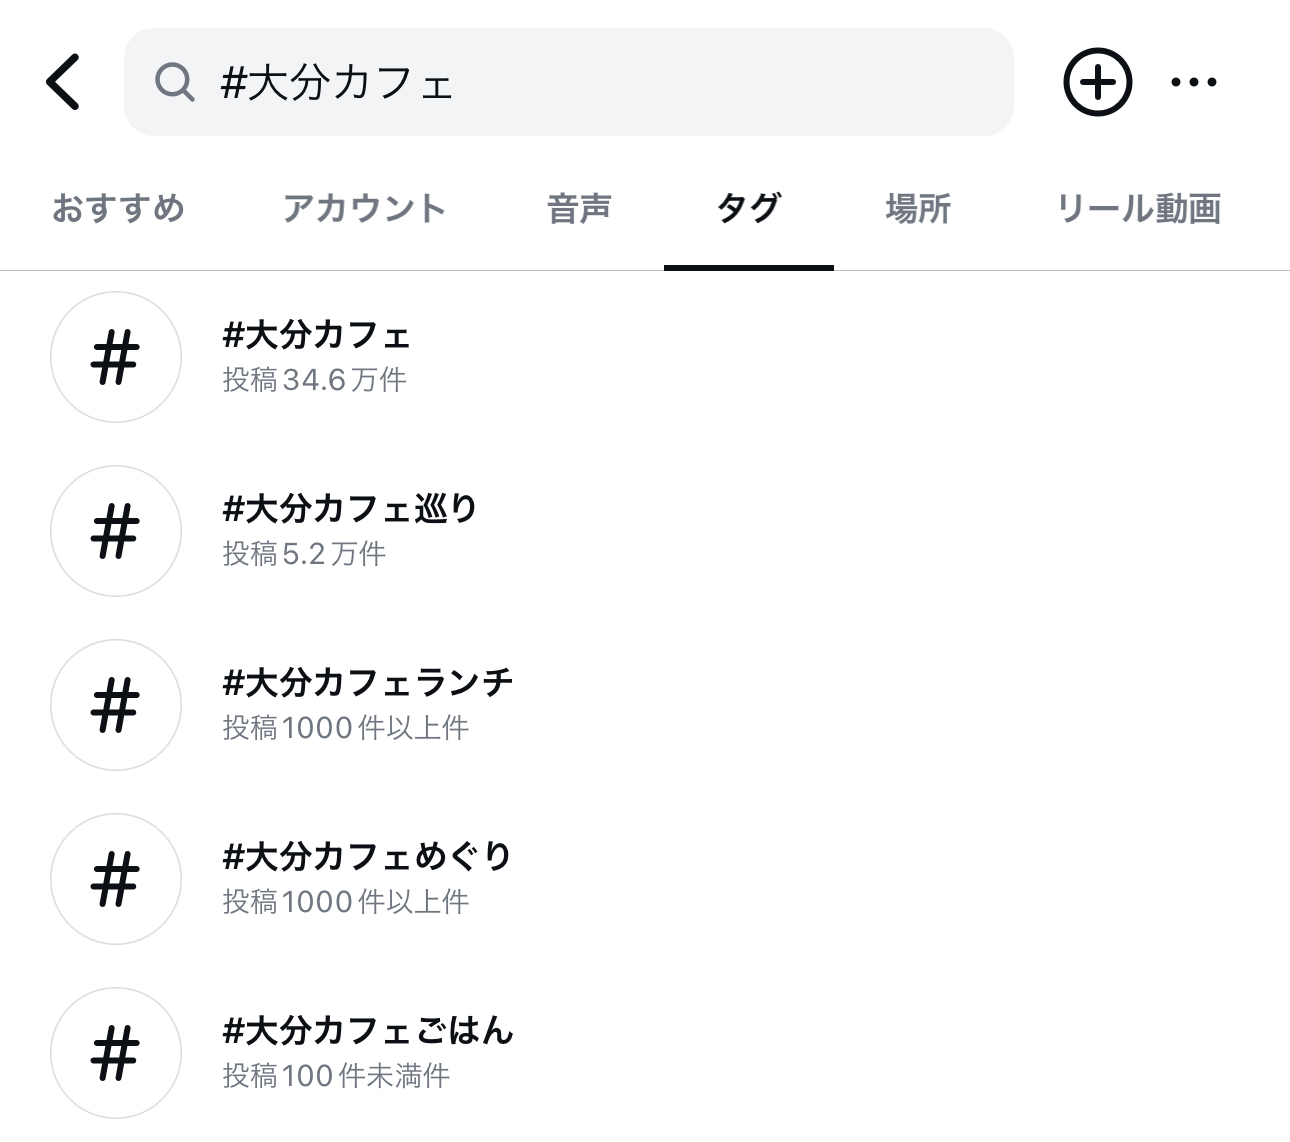 #大分カフェ
おすすめ アカウント 音声 タグ 場所 リール動画
#大分カフェ
投稿34.6万件
#大分カフェ巡り
投稿5.2万件
#大分カフェランチ
投稿1000件以上件
#大分カフェめぐり
投稿1000件以上件
#大分カフェごはん
投稿100件未満件